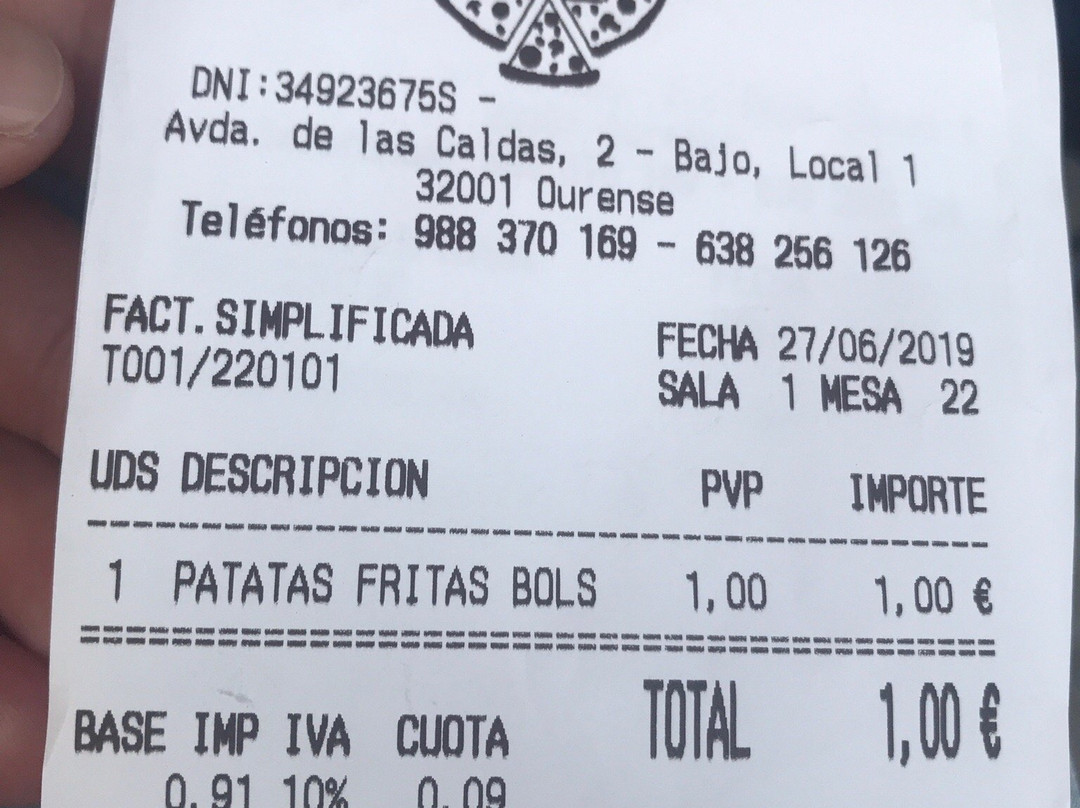 DNI:34923675S -
Avda. de las Caldas, 2 - Bajo, Local 1
32001 Ourense
Teléfonos: 988 370 169 - 638 256 126
FACT. SIMPLIFICADA FECHA 27/06/2019
T001/220101 SALA 1 MESA 22
UDS DESCRIPCION PVP IMPORTE
1 PATATAS FRITAS BOLS 1,00 1,00 €
TOTAL 1,00 €
BASE IMP IVA CUOTA
0,91 10% 0,09